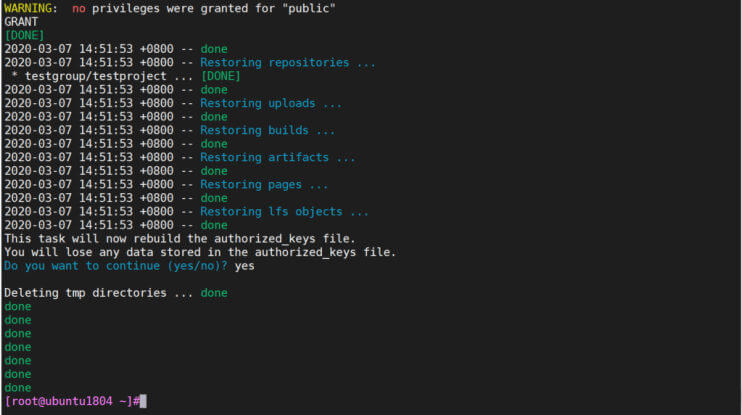 WARNING:  no privileges were granted for "public"
GRANT
[DONE]
2020-03-07 14:51:53 +0800 -- done
2020-03-07 14:51:53 +0800 -- Restoring repositories ...
 * testgroup/testproject ... [DONE]
2020-03-07 14:51:53 +0800 -- done
2020-03-07 14:51:53 +0800 -- Restoring uploads ...
2020-03-07 14:51:53 +0800 -- done
2020-03-07 14:51:53 +0800 -- Restoring builds ...
2020-03-07 14:51:53 +0800 -- done
2020-03-07 14:51:53 +0800 -- Restoring artifacts ...
2020-03-07 14:51:53 +0800 -- done
2020-03-07 14:51:53 +0800 -- Restoring pages ...
2020-03-07 14:51:53 +0800 -- done
2020-03-07 14:51:53 +0800 -- Restoring lfs objects ...
2020-03-07 14:51:53 +0800 -- done
This task will now rebuild the authorized_keys file.
You will lose any data stored in the authorized_keys file.
Do you want to continue (yes/no)? yes

Deleting tmp directories ... done
done
done
done
done
done
done
done
[root@ubuntu1804 ~]#